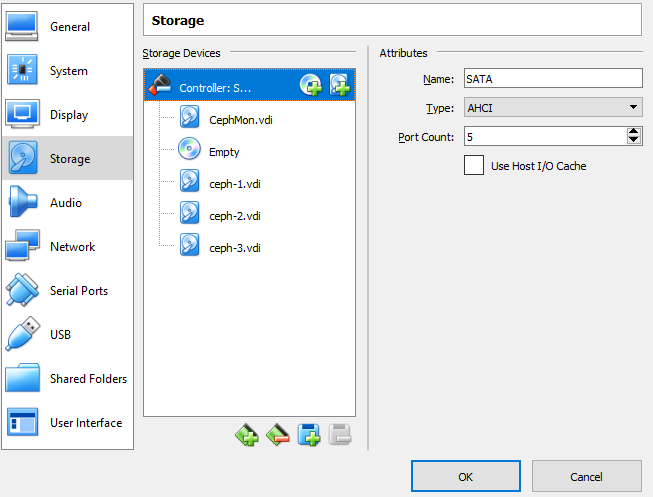 General
System
Display
Storage
Audio
Network
Serial Ports
USB
Shared Folders
User Interface
Storage
Storage Devices
Controller: S...
CephMon.vdi
Empty
ceph-1.vdi
ceph-2.vdi
ceph-3.vdi
Attributes
Name: SATA
Type: AHCI
Port Count: 5
Use Host I/O Cache
OK
Cancel